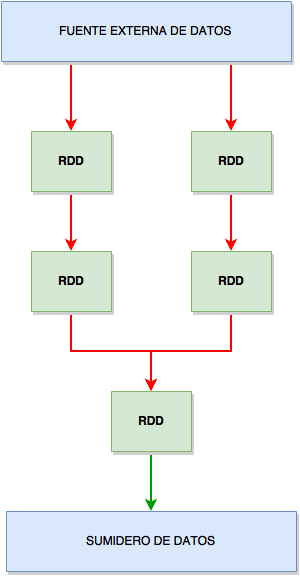 FUENTE EXTERNA DE DATOS
RDD
RDD
RDD
RDD
RDD
SUMIDERO DE DATOS